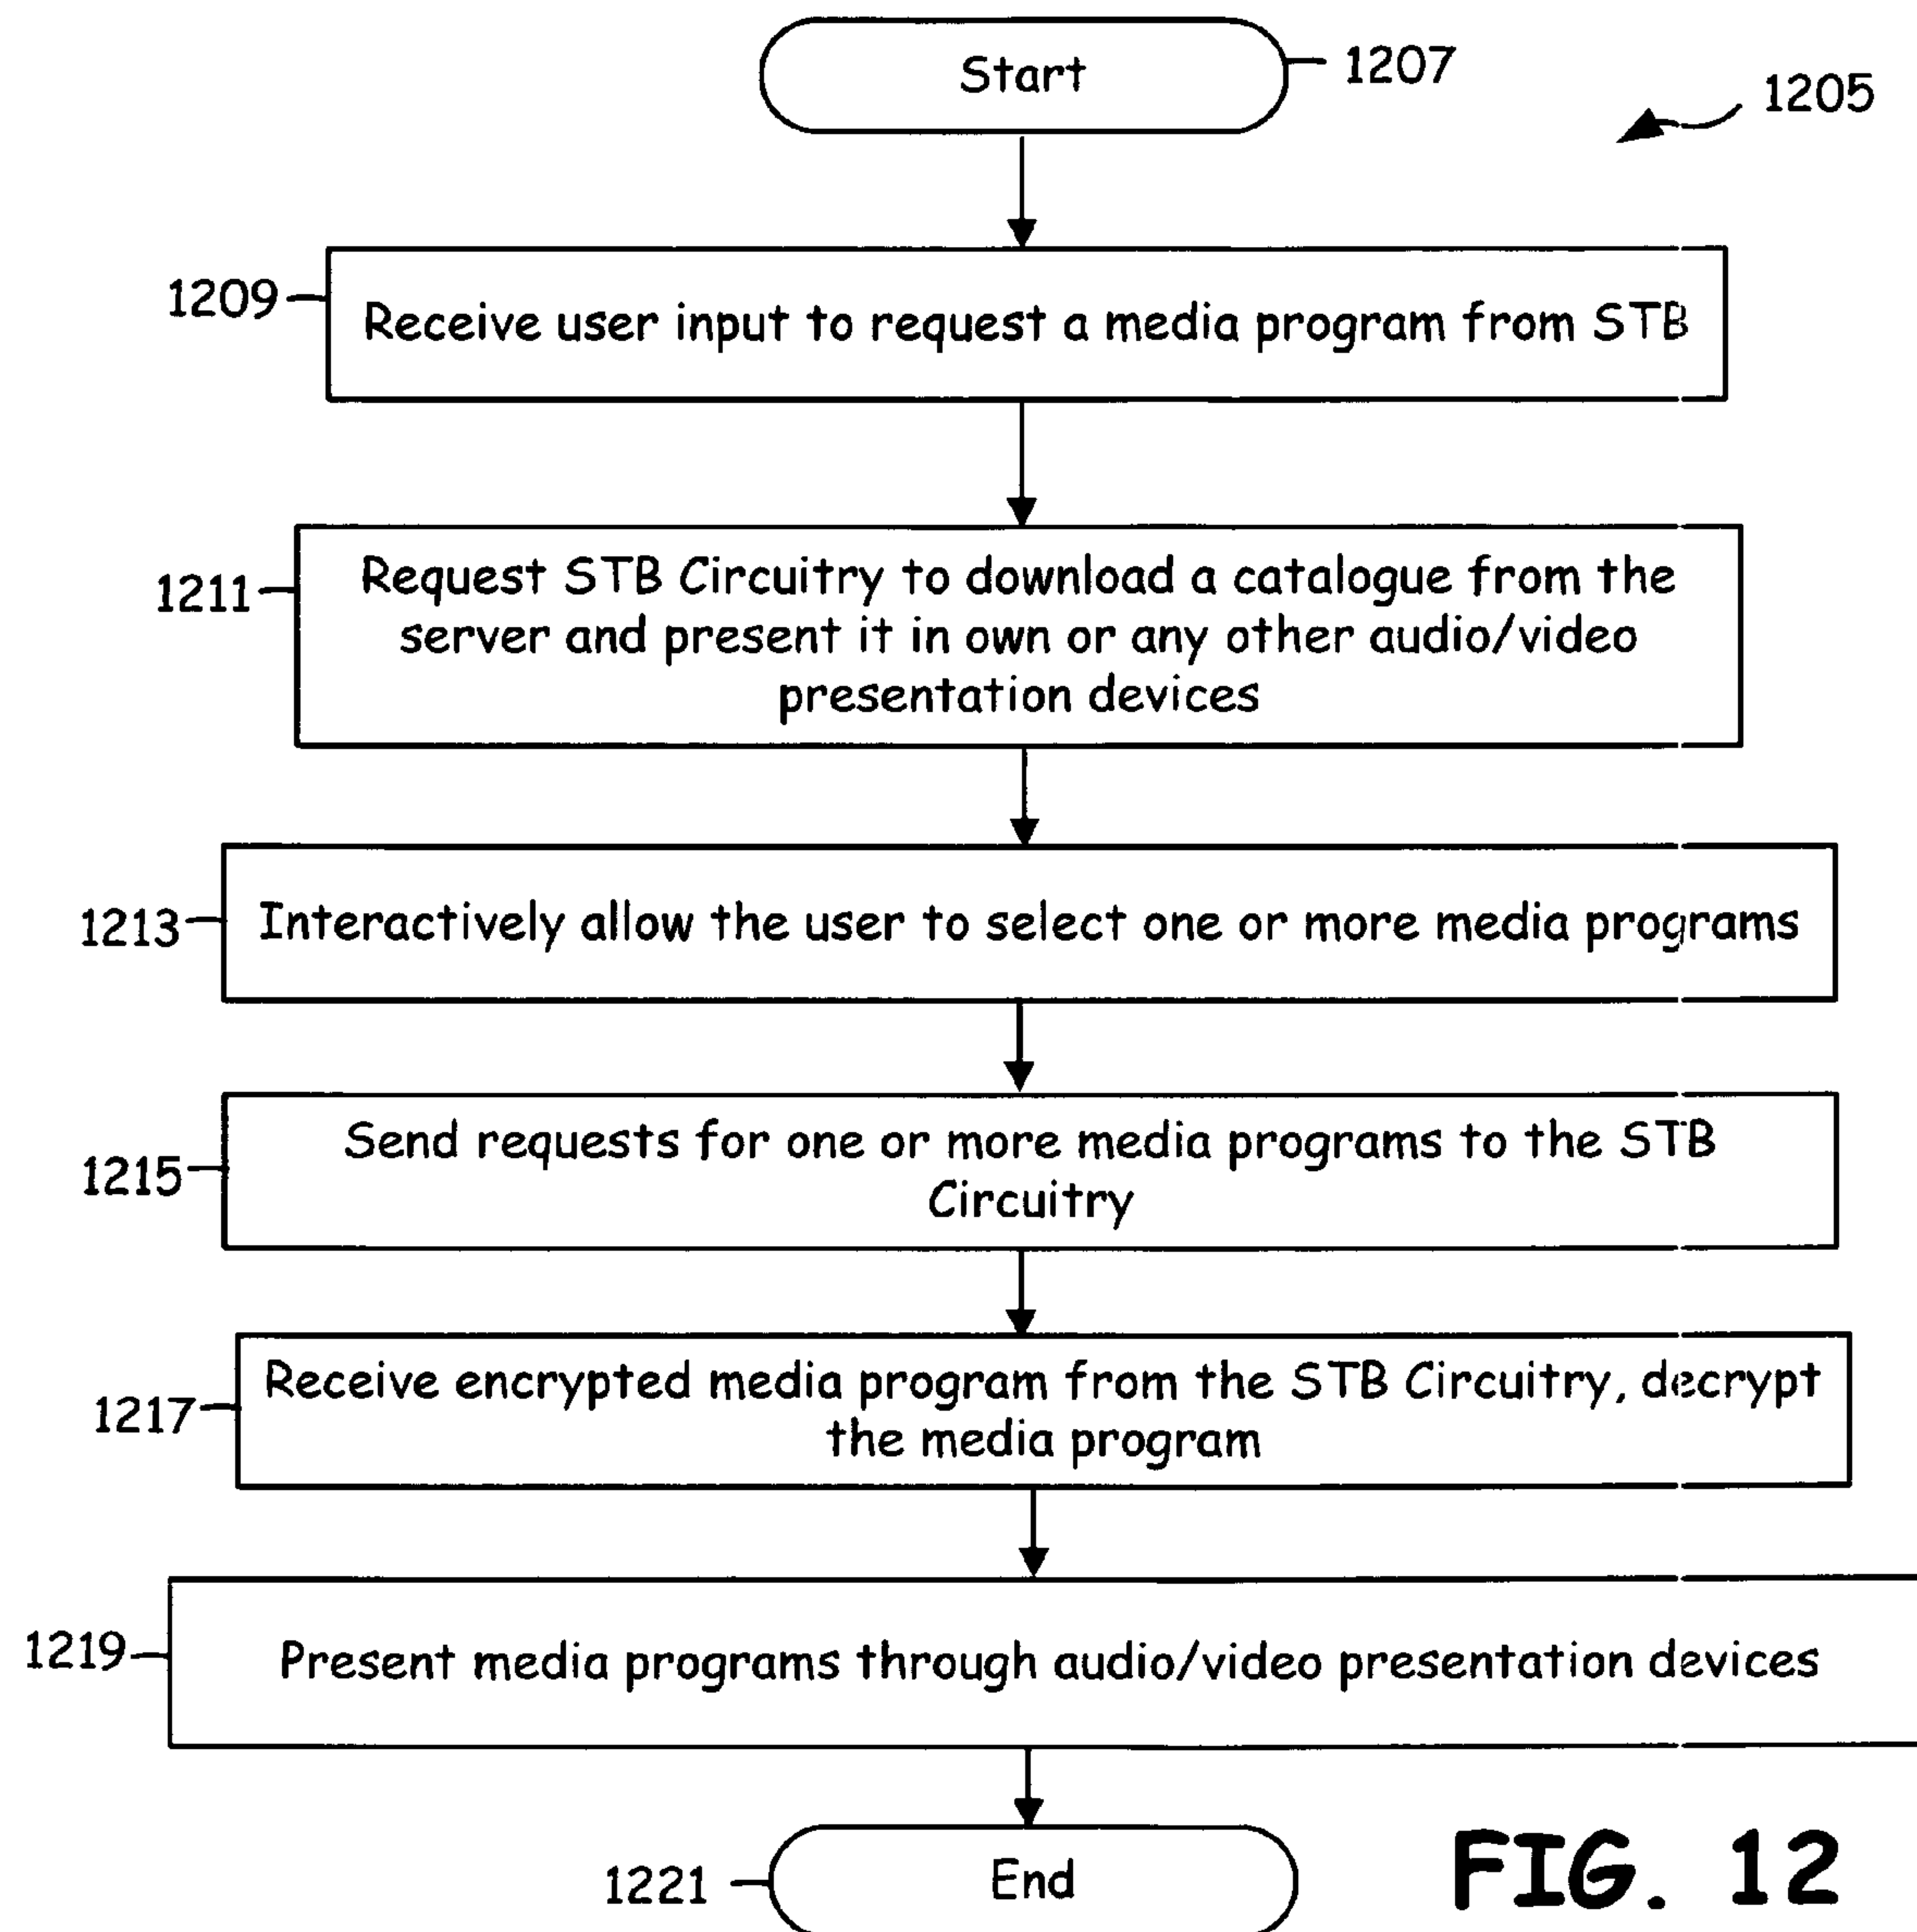 Start
1207
1205
1209
Receive user input to request a media program from STB
1211
Request STB Circuitry to download a catalogue from the
server and present it in own or any other audio/video
presentation devices
1213
Interactively allow the user to select one or more media programs
1215
Send requests for one or more media programs to the STB
Circuitry
1217
Receive encrypted media program from the STB Circuitry, decrypt
the media program
1219
Present media programs through audio/video presentation devices
1221
End
FIG. 12